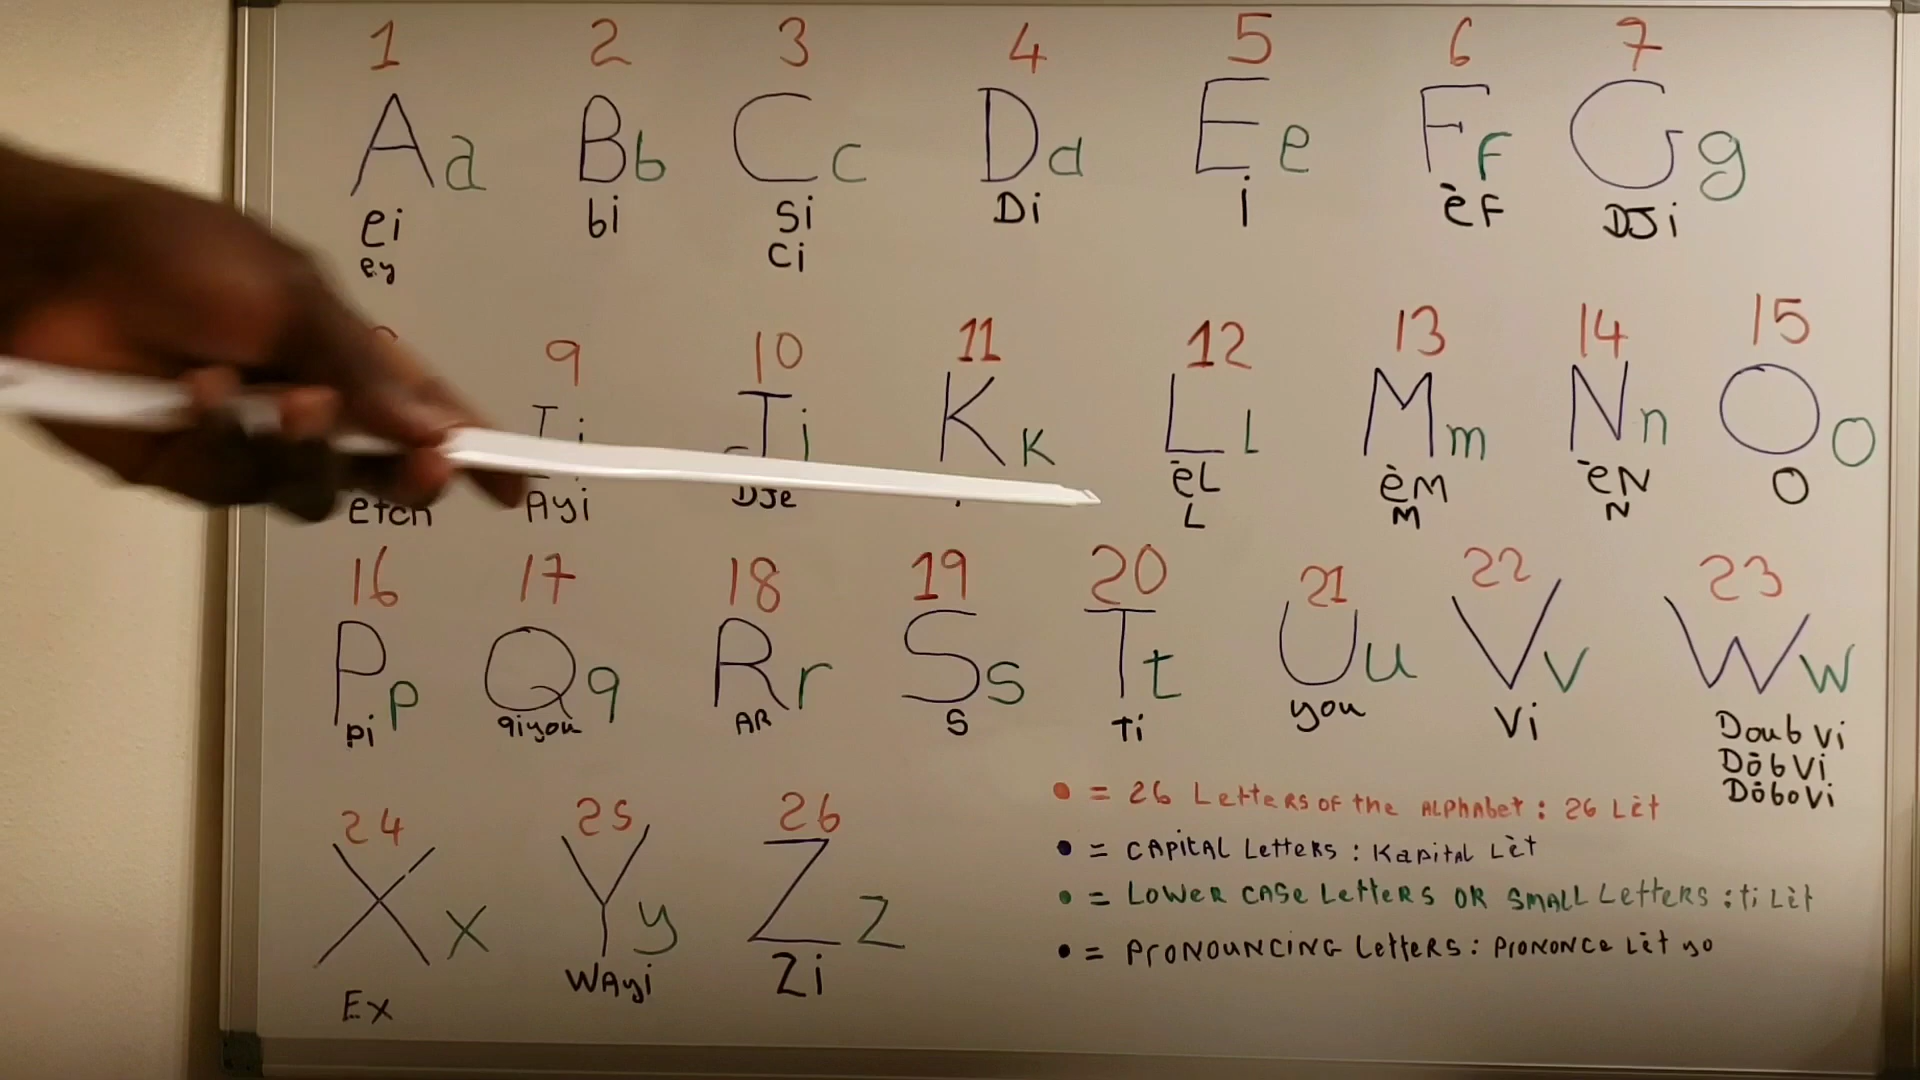 1 2 3 4 5 6 7
Aa Bb Cc Dd Ee Ff Gg
ei bi Si Di i èF DJi
ey Ci
9 10 11 12 13 14 15
Ii Jj Kk Ll Mm Nn Oo
etch Ayi DJe èL èM èN O
L M N
16 17 18 19 20 21 22 23
Pp Qq Rr Ss Tt Uu Vv Ww
pi qiyou AR S Ti you Vi Doub Vi
Dòb Vi
Dòbo Vi
24 25 26
Xx Yy Zz
Ex WAyi Zi
= 26 Letters of the ALphabet : 26 Lèt
= CAPitAL Letters : KapitAL Lèt
= LOWER CASE LETTERS OR SMALL LETTERS : ti Lèt
= PRONOUNCING LEttERS : PRONONCE Lèt yo